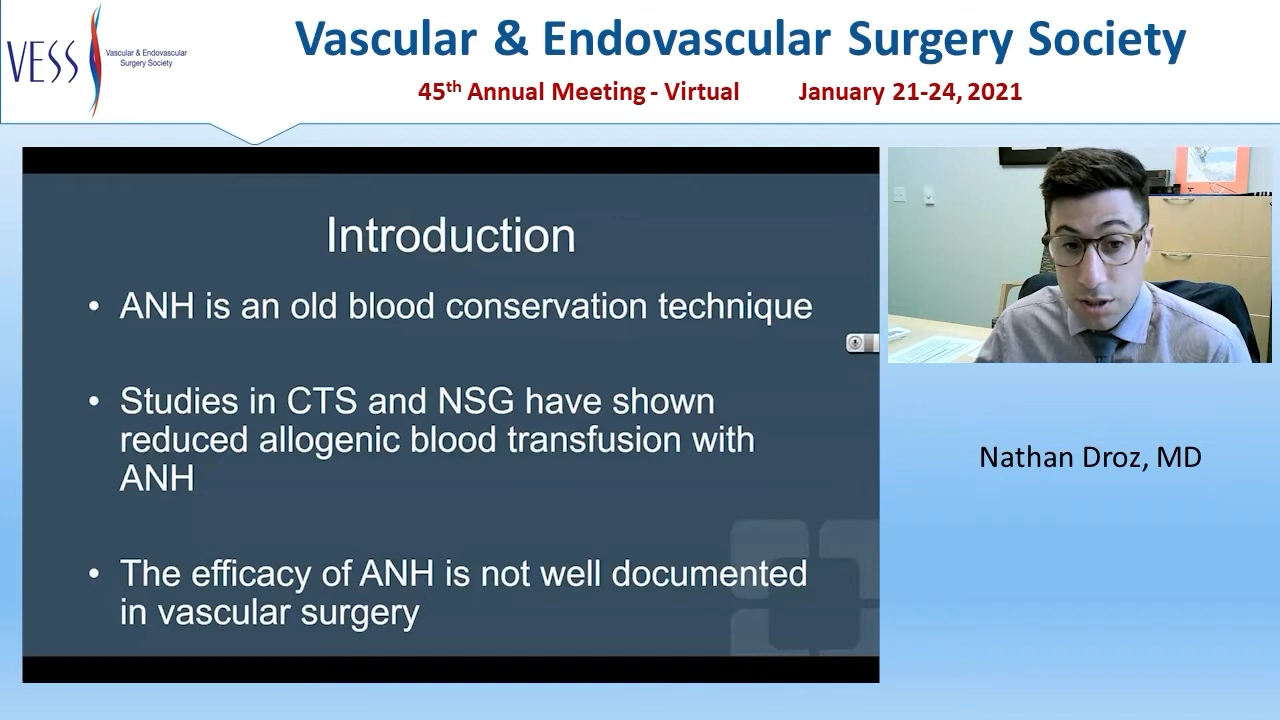 VESS
Vascular & Endovascular
Surgery Society
Vascular & Endovascular Surgery Society
45th Annual Meeting - Virtual January 21-24, 2021
Introduction
• ANH is an old blood conservation technique
• Studies in CTS and NSG have shown
reduced allogenic blood transfusion with
ANH
• The efficacy of ANH is not well documented
in vascular surgery
Nathan Droz, MD